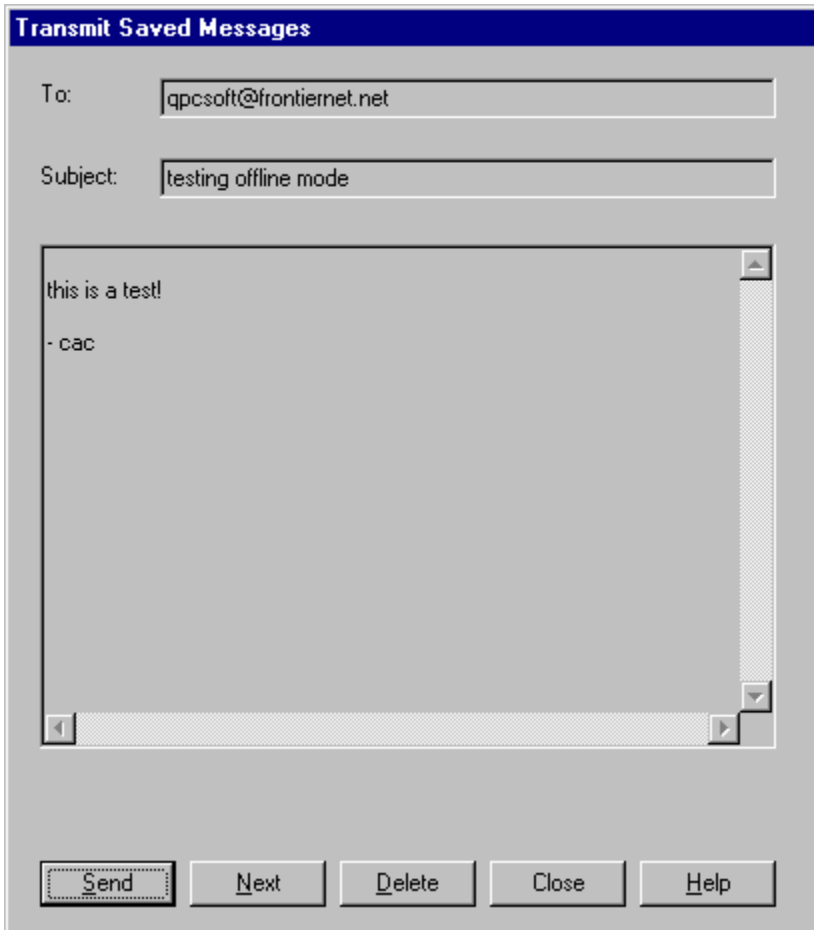 Transmit Saved Messages
To:
qpcsoft@frontiernet.net
Subject:
testing offline mode
this is a test!
- cac
Send
Next
Delete
Close
Help